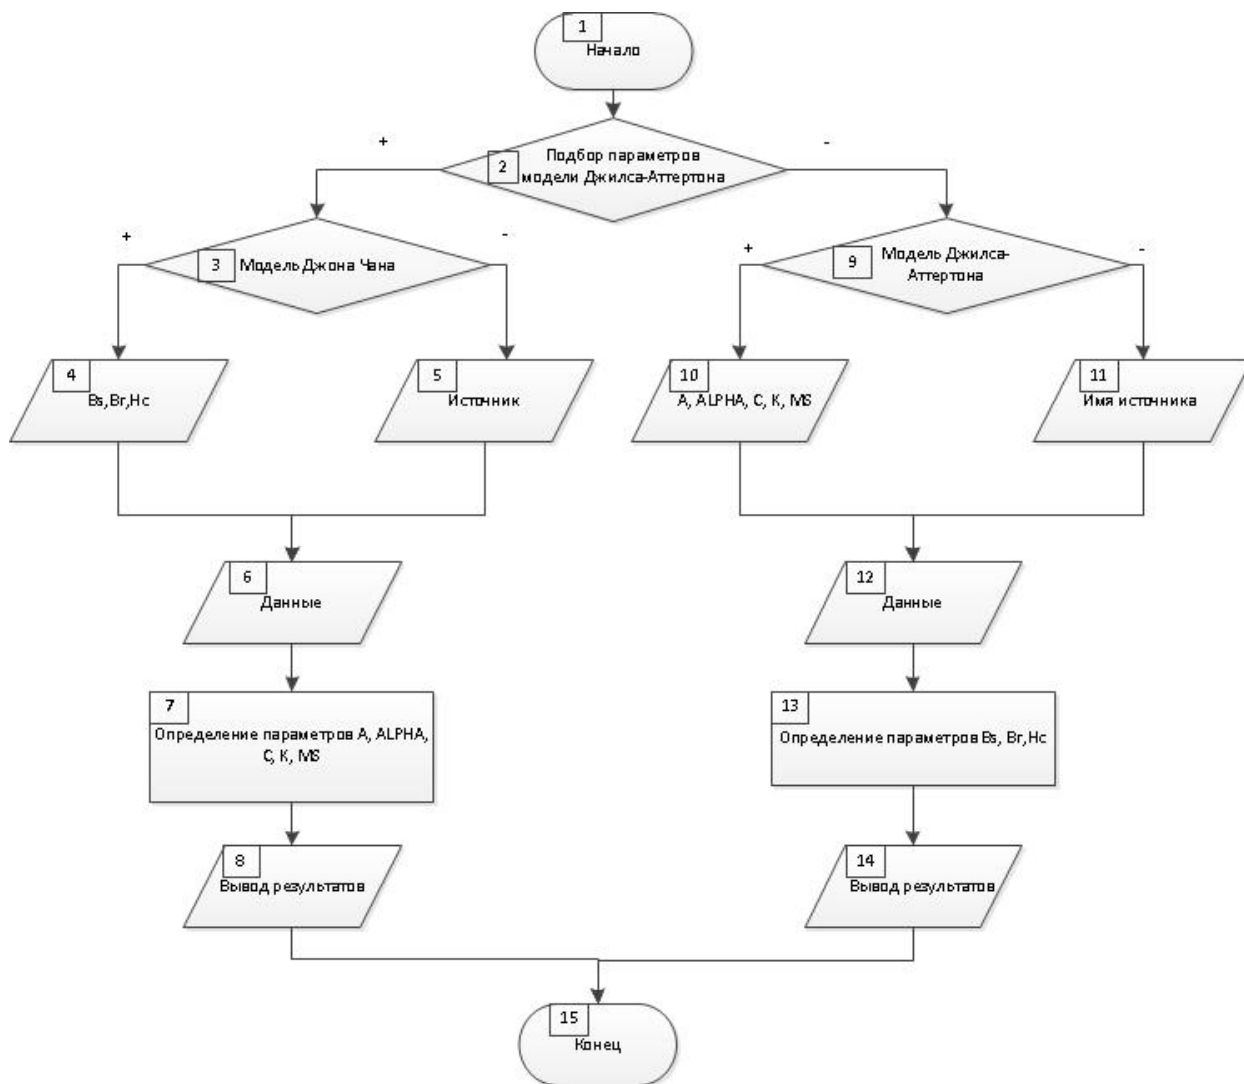 1
Начало
+
-
2
Подбор параметров
модели Джилса-Аттертона
+
-
3
Модель Джона Чана
+
-
9
Модель Джилса-
Аттертона
4
Bs,Br,Hc
5
Источник
10
A, ALPHA, C, K, MS
11
Имя источника
6
Данные
12
Данные
7
Определение параметров A, ALPHA,
C, K, MS
13
Определение параметров Bs, Br,Hc
8
Вывод результатов
14
Вывод результатов
15
Конец